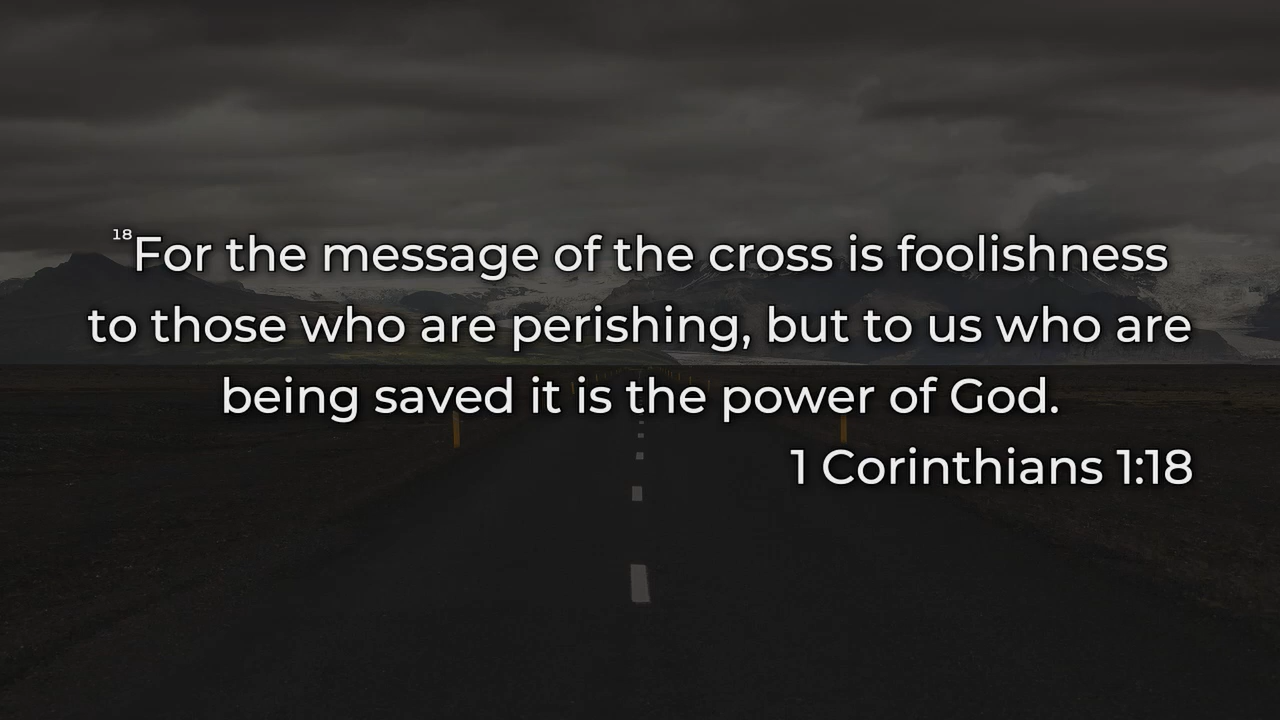 ¹⁸For the message of the cross is foolishness
to those who are perishing, but to us who are
being saved it is the power of God.
1 Corinthians 1:18